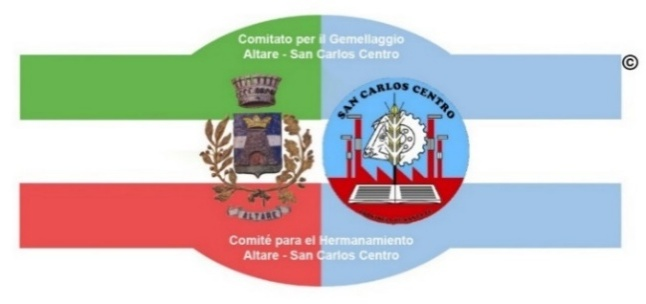 Comitato per il Gemellaggio
Altare - San Carlos Centro
©
SAN CARLOS CENTRO
ALTARE
Comité para el Hermanamiento
Altare - San Carlos Centro